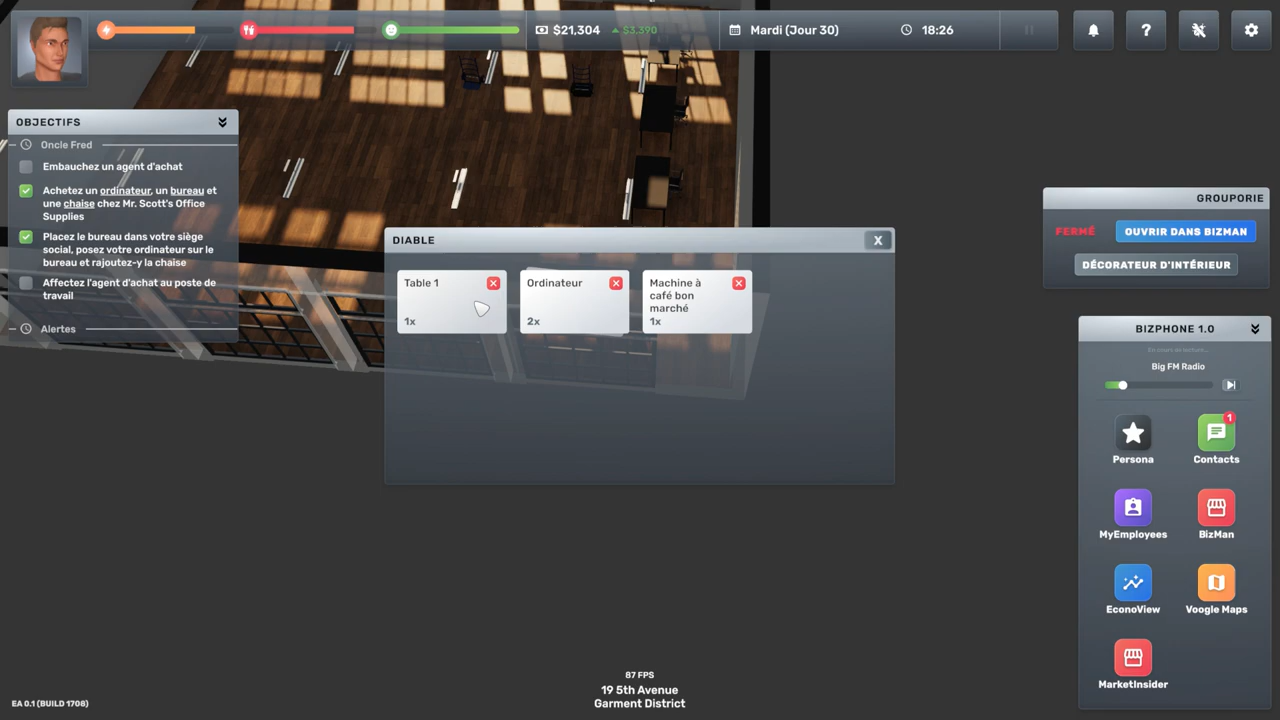 $21,304
$3.390
Mardi (Jour 30)
18:26
OBJECTIFS
Oncle Fred
Embauchez un agent d'achat
Achetez un ordinateur, un bureau et
une chaise chez Mr. Scott's Office
Supplies
Placez le bureau dans votre siège
social, posez votre ordinateur sur le
bureau et rajoutez-y la chaise
Affectez l'agent d'achat au poste de
travail
Alertes
DIABLE
X
Table 1
1x
Ordinateur
2x
Machine à
café bon
marché
1x
GROUPORIE
FERMÉ
OUVRIR DANS BIZMAN
DÉCORATEUR D'INTÉRIEUR
BIZPHONE 1.0
En cours de lecture...
Big FM Radio
Persona
1
Contacts
MyEmployees
BizMan
EconoView
Voogle Maps
MarketInsider
87 FPS
19 5th Avenue
Garment District
EA 0.1 (BUILD 1708)